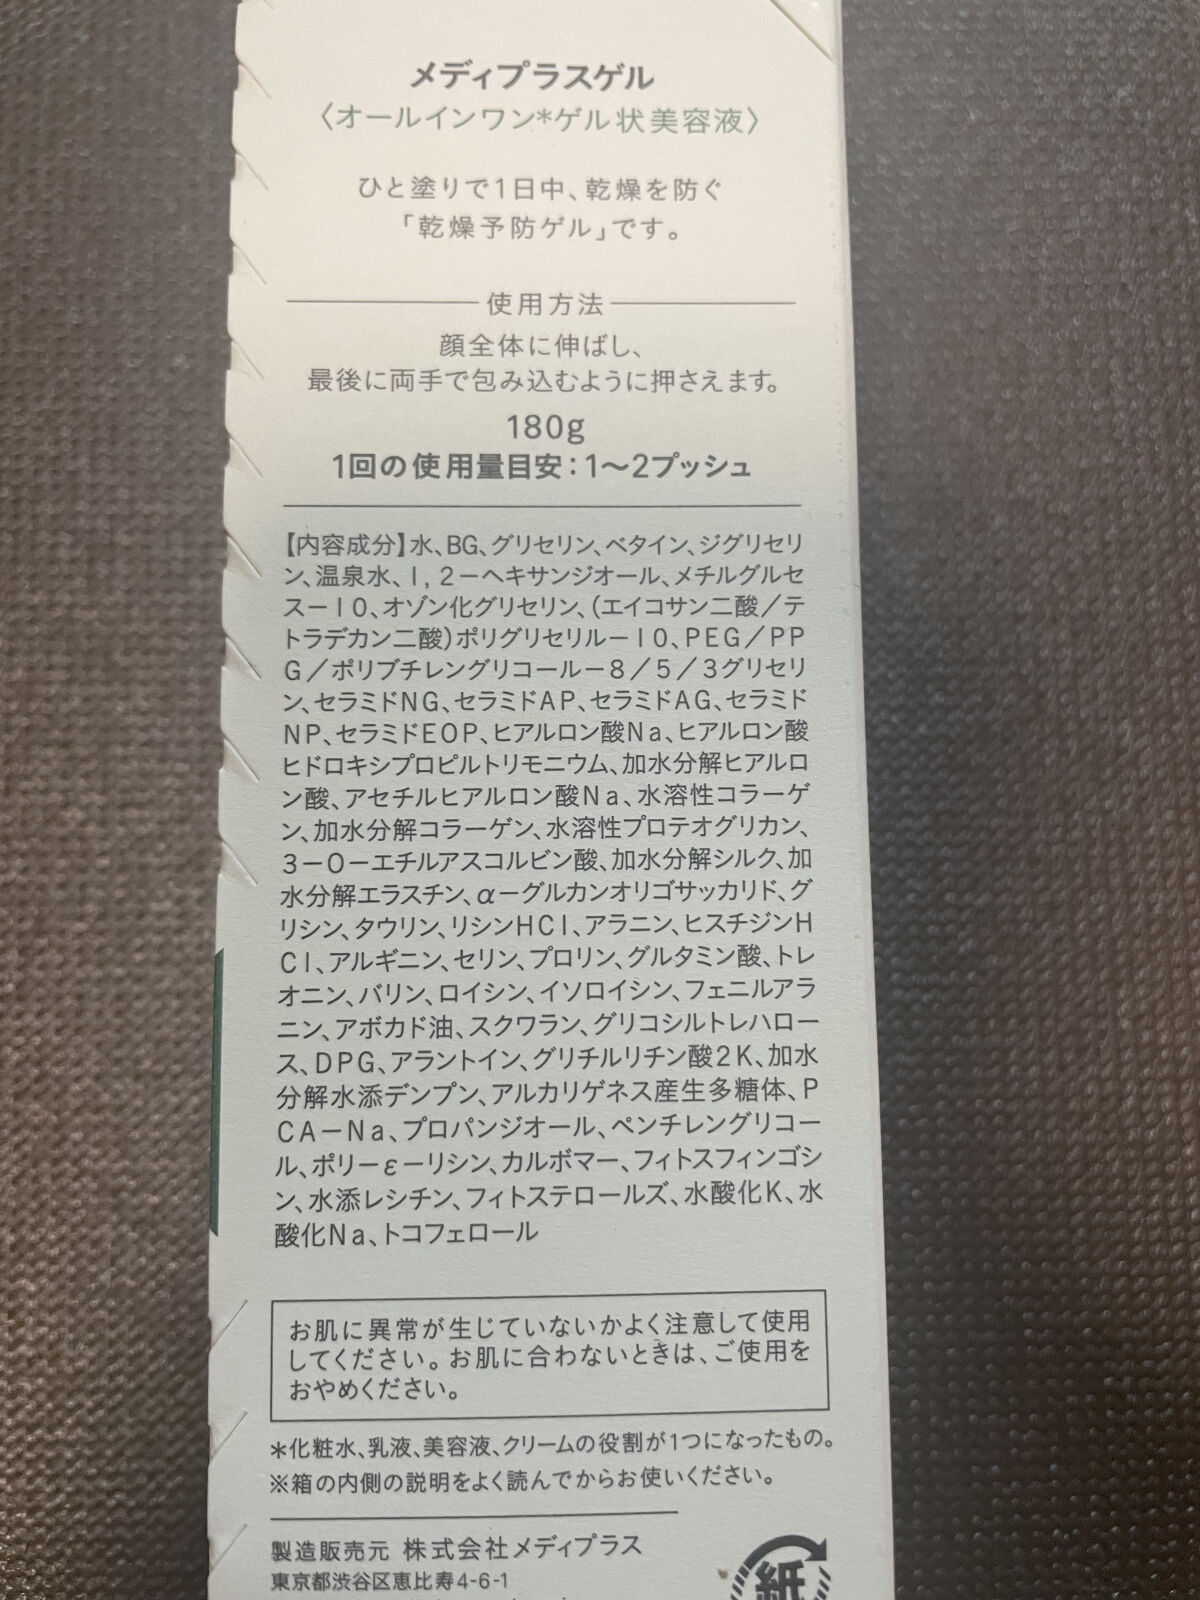 メディプラスゲル
〈オールインワン*ゲル状美容液〉
ひと塗りで1日中、乾燥を防ぐ
「乾燥予防ゲル」です。
使用方法
顔全体に伸ばし、
最後に両手で包み込むように押さえます。
180g
1回の使用量目安：1〜2プッシュ
【内容成分】水、BG、グリセリン、ベタイン、ジグリセリ
ン、温泉水、1，2－ヘキサンジオール、メチルグルセ
ス－10、オゾン化グリセリン、（エイコサン二酸／テ
トラデカン二酸）ポリグリセリル－10、PEG／PP
G／ポリブチレングリコール－8／5／3グリセリ
ン、セラミドNG、セラミドAP、セラミドAG、セラミド
NP、セラミドEOP、ヒアルロン酸Na、ヒアルロン酸
ヒドロキシプロピルトリモニウム、加水分解ヒアルロ
ン酸、アセチルヒアルロン酸Na、水溶性コラーゲ
ン、加水分解コラーゲン、水溶性プロテオグリカン、
3－O－エチルアスコルビン酸、加水分解シルク、加
水分解エラスチン、α－グルカンオリゴサッカリド、グ
リシン、タウリン、リシンHCl、アラニン、ヒスチジンH
Cl、アルギニン、セリン、プロリン、グルタミン酸、トレ
オニン、バリン、ロイシン、イソロイシン、フェニルアラ
ニン、アボカド油、スクワラン、グリコシルトレハロー
ス、DPG、アラントイン、グリチルリチン酸2K、加水
分解水添デンプン、アルカリゲネス産生多糖体、P
CA－Na、プロパンジオール、ペンチレングリコー
ル、ポリ－ε－リシン、カルボマー、フィトスフィンゴシ
ン、水添レシチン、フィトステロールズ、水酸化K、水
酸化Na、トコフェロール
お肌に異常が生じていないかよく注意して使用
してください。お肌に合わないときは、ご使用を
おやめください。
*化粧水、乳液、美容液、クリームの役割が1つになったもの。
※箱の内側の説明をよく読んでからお使いください。
製造販売元 株式会社メディプラス
東京都渋谷区恵比寿4-6-1
紙